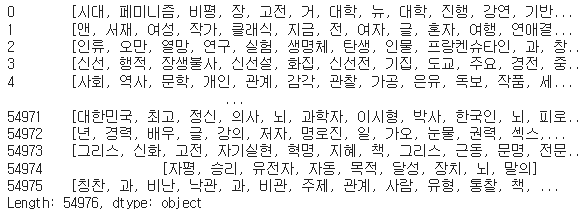 0 [시대, 페미니즘, 비평, 장, 고전, 거, 대학, 뉴, 대학, 진행, 강연, 기반...
1 [앤, 서재, 여성, 작가, 클래식, 지금, 전, 여자, 글, 혼자, 여행, 연애결...
2 [인류, 오만, 열망, 연구, 실험, 생명체, 탄생, 인물, 프랑켄슈타인, 과, 창...
3 [신선, 행적, 장생불사, 신선설, 화집, 신선전, 기집, 도교, 주요, 경전, 중...
4 [사회, 역사, 문학, 개인, 관계, 감각, 관찰, 가공, 은유, 독보, 작품, 세...
...
54971 [대한민국, 최고, 정신, 의사, 뇌, 과학자, 이시형, 박사, 한국인, 뇌, 피로...
54972 [년, 경력, 배우, 글, 강의, 저자, 명로진, 일, 가오, 눈물, 권력, 섹스,...
54973 [그리스, 신화, 고전, 자기실현, 혁명, 지혜, 책, 그리스, 근동, 문명, 전문...
54974 [자평, 승리, 유전자, 자동, 목적, 달성, 장치, 뇌, 말의]
54975 [칭찬, 과, 비난, 낙관, 과, 비관, 주제, 관계, 사람, 유형, 통찰, 책, ...
Length: 54976, dtype: object